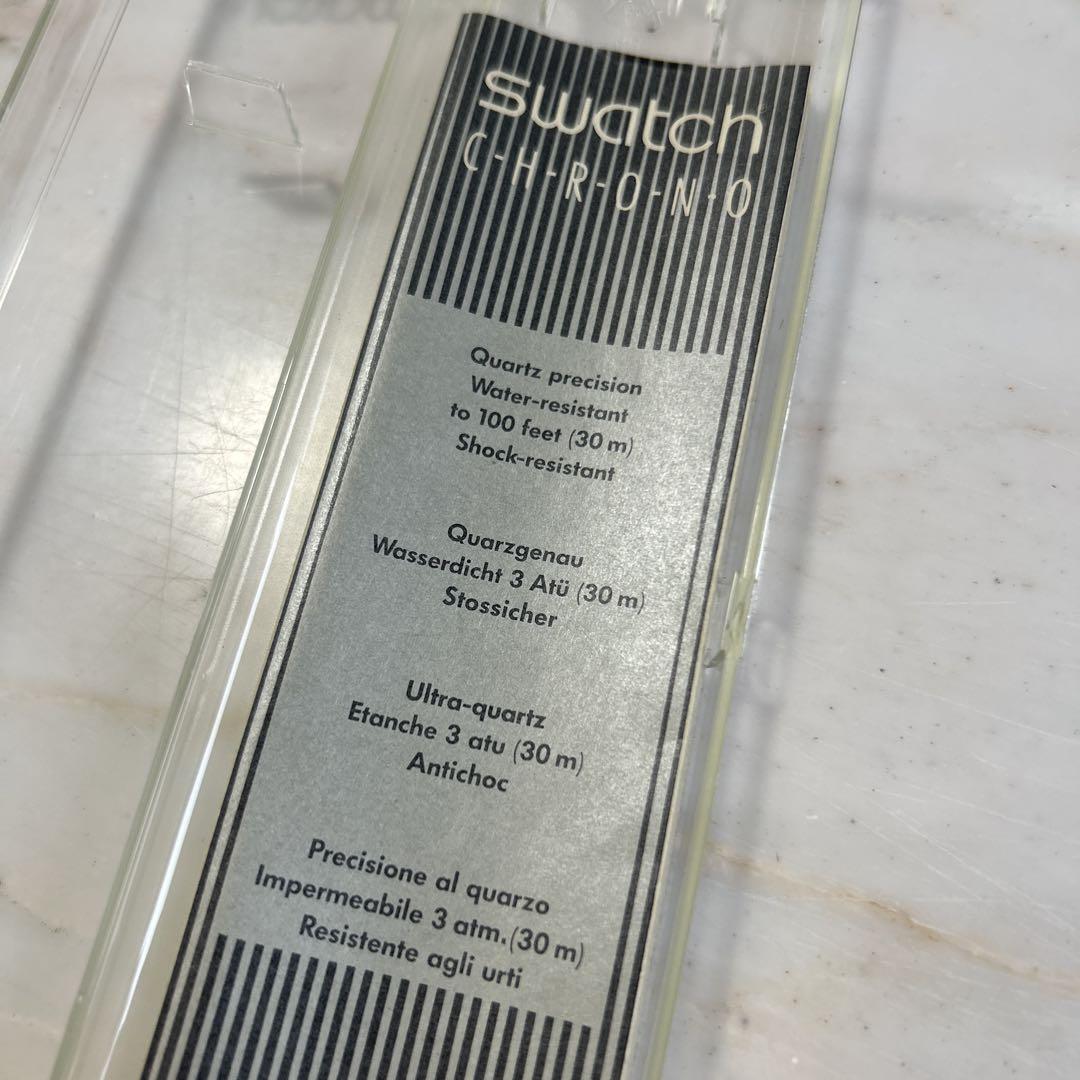 swatch
C-H-R-O-N-O
Quartz precision
Water-resistant
to 100 feet (30 m)
Shock-resistant
Quarzgenau
Wasserdicht 3 Atü (30 m)
Stossicher
Ultra-quartz
Etanche 3 atu (30 m)
Antichoc
Precisione al quarzo
Impermeabile 3 atm. (30 m)
Resistente agli urti